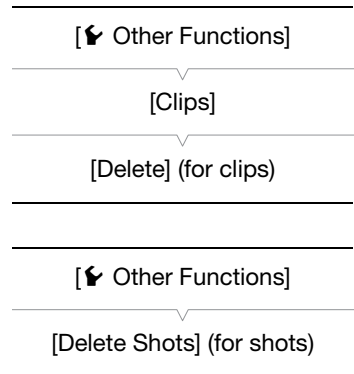 [ Other Functions]
[Clips]
[Delete] (for clips)
[ Other Functions]
[Delete Shots] (for shots)